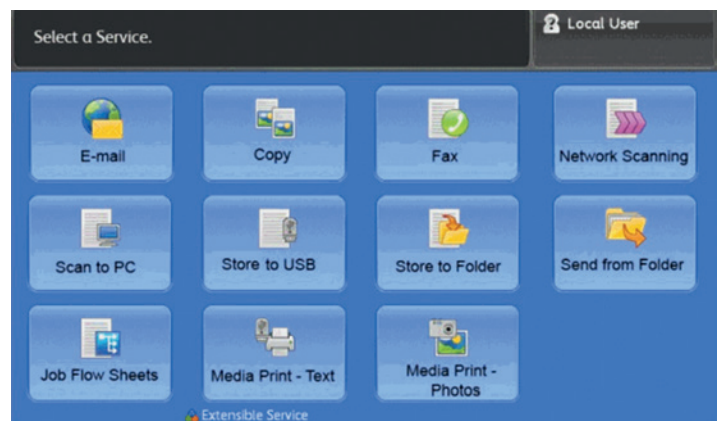 Select a Service.
Local User
E-mail
Copy
Fax
Network Scanning
Scan to PC
Store to USB
Store to Folder
Send from Folder
Job Flow Sheets
Media Print - Text
Media Print -
Photos
Extensible Service